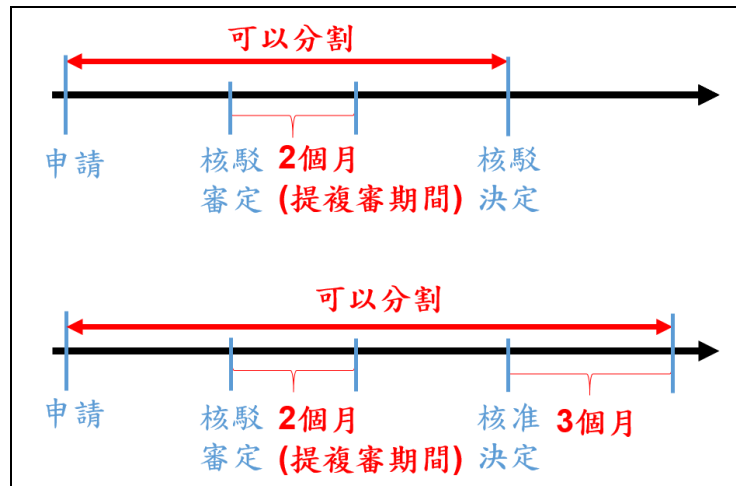 可以分割
申請 核駁 2個月 核駁
審定 (提複審期間) 決定
可以分割
申請 核駁 2個月 核准 3個月
審定 (提複審期間) 決定